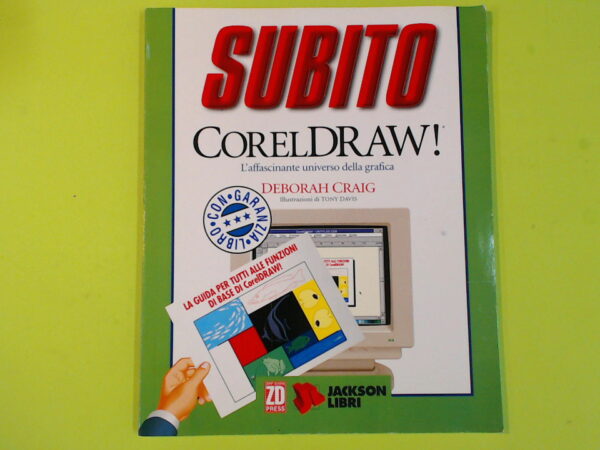 SUBITO
CORELDRAW!
L'affascinante universo della grafica
DEBORAH CRAIG
Illustrazioni di TONY DAVIS
LIBRO • CON • GARANZIA •
LA GUIDA PER TUTTI ALLE FUNZIONI
DI BASE DI CorelDRAW!
ZD
PRESS
JACKSON
LIBRI